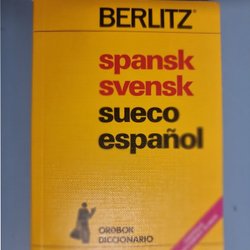 BERLITZ®
spansk
svensk
sueco
español
ORDBOK
DICCIONARIO